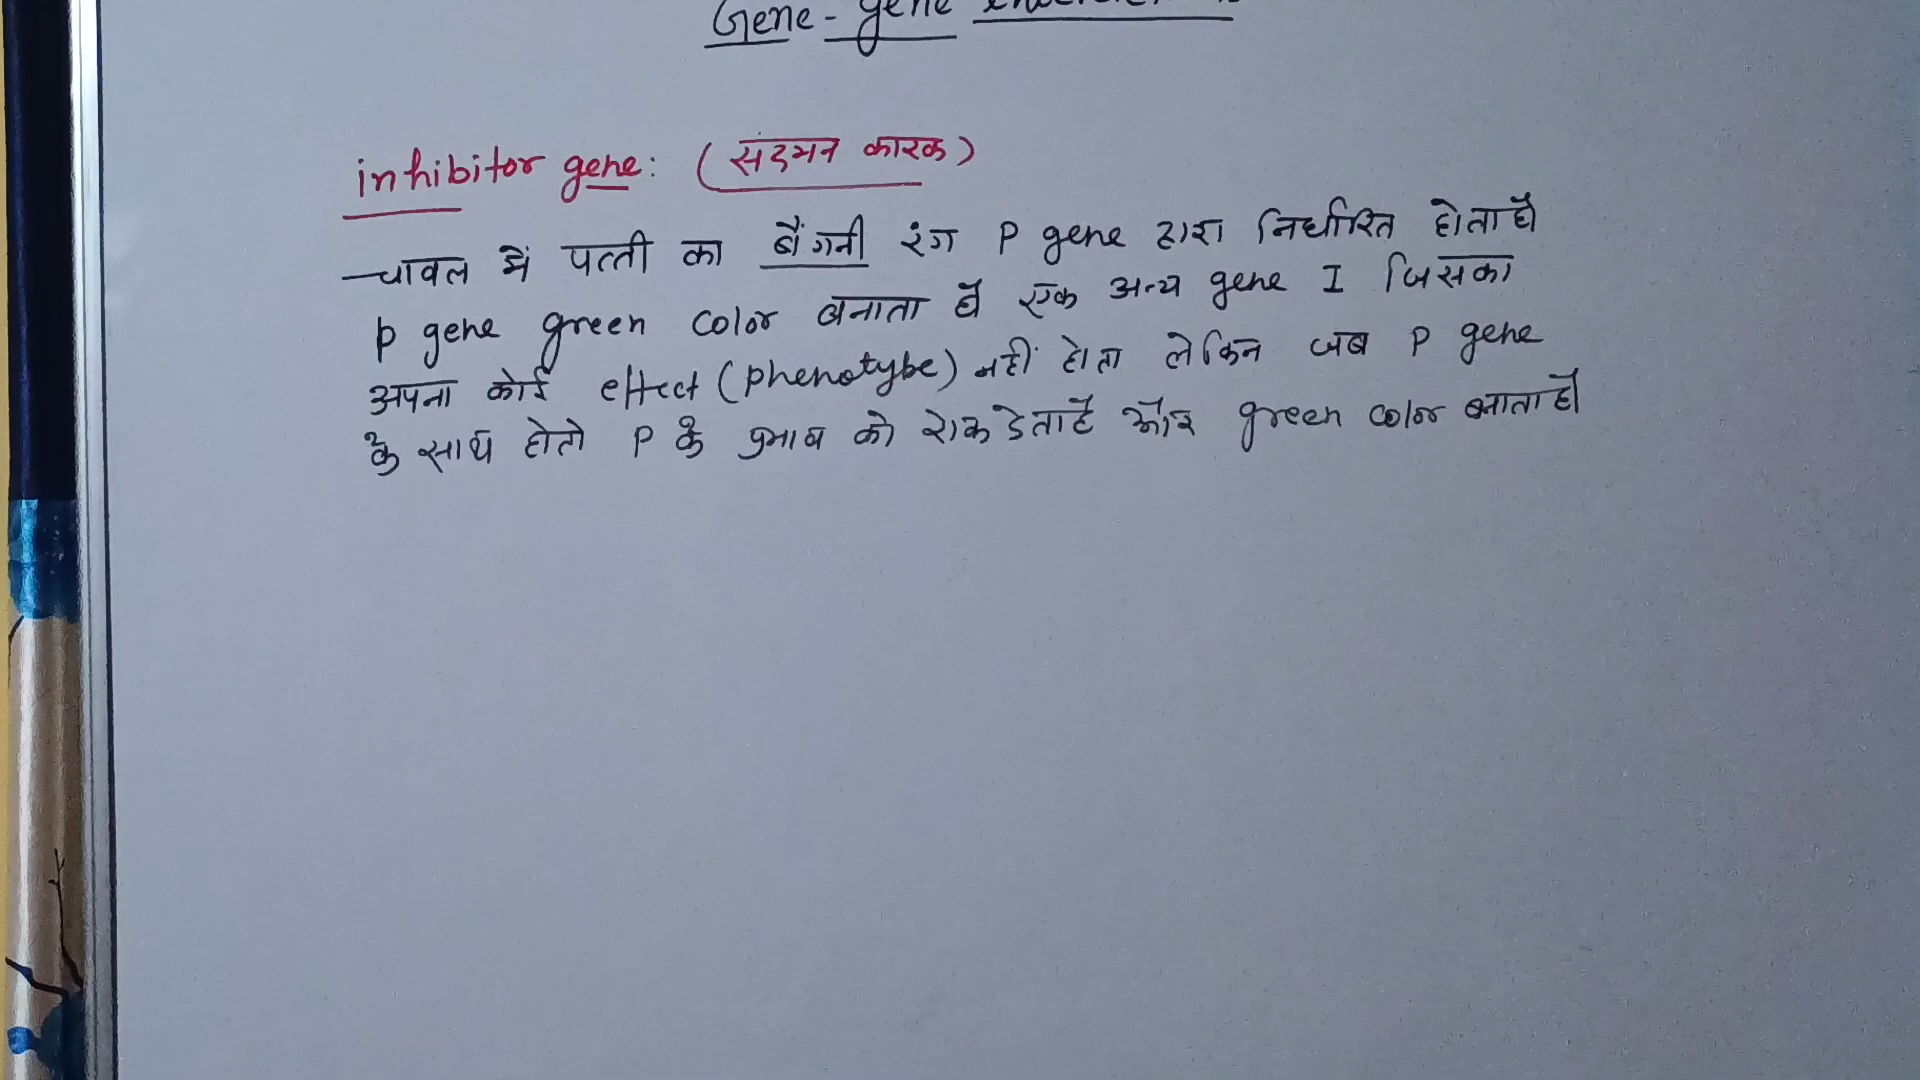 Gene - gene
inhibitor gene: (संदमन कारक)
चावल में पत्ती का बैंगनी रंग P gene द्वारा निर्धारित होता है
p gene green color बनाता है एक अन्य gene I जिसका
अपना कोई effect (phenotybe) नहीं होता लेकिन जब P gene
के साथ होतो P के प्रभाव को रोक देता है और green color बनाता है